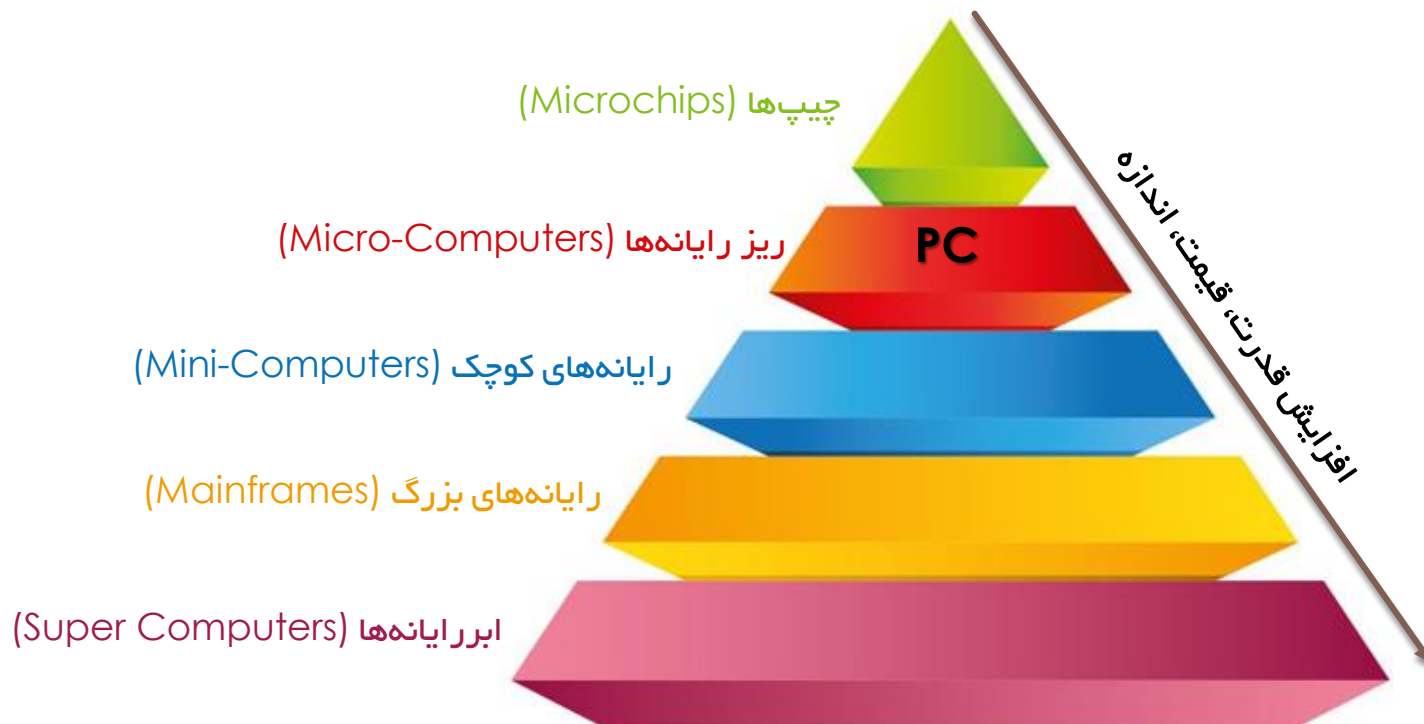 چیپ‌ها (Microchips)
ریز رایانه‌ها (Micro-Computers)
PC
رایانه‌های کوچک (Mini-Computers)
رایانه‌های بزرگ (Mainframes)
ابررایانه‌ها (Super Computers)
افزایش قدرت، قیمت، اندازه